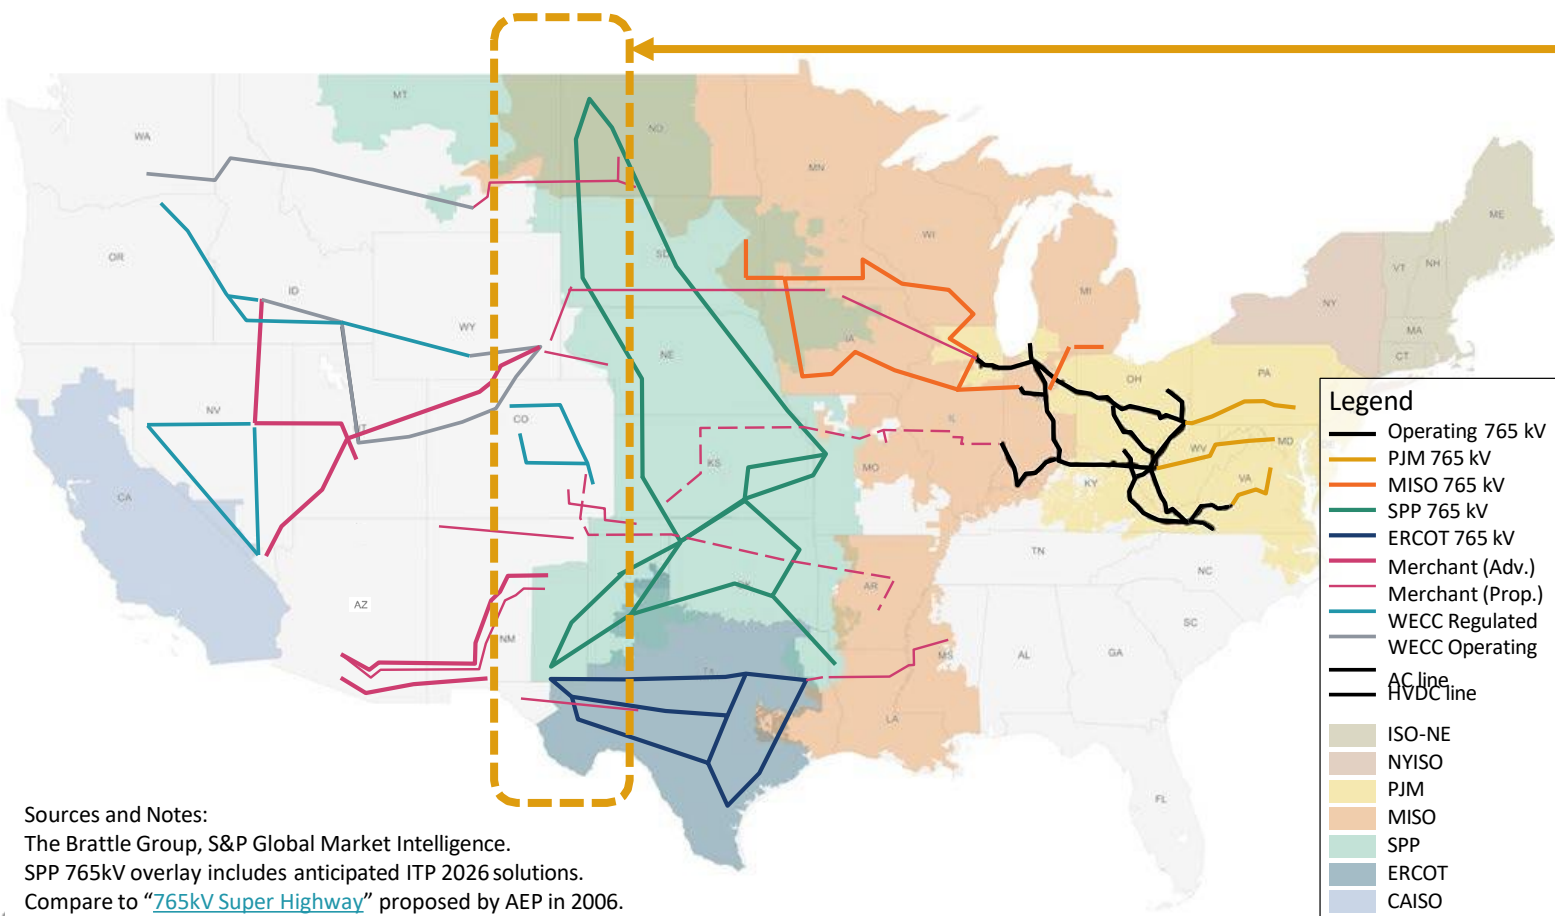 MT
WA
ND
MN
ME
OR
ID
SD
WI
VT
NH
MI
NY
MA
WY
IA
CT
NE
OH
PA
NV
CO
IL
WV
MD
CA
KS
MO
KY
VA
TN
NC
AZ
OK
AR
NM
SC
TX
MS
AL
GA
LA
FL
Legend
Operating 765 kV
PJM 765 kV
MISO 765 kV
SPP 765 kV
ERCOT 765 kV
Merchant (Adv.)
Merchant (Prop.)
WECC Regulated
WECC Operating
AC line
HVDC line
ISO-NE
NYISO
PJM
MISO
SPP
ERCOT
CAISO
Sources and Notes:
The Brattle Group, S&P Global Market Intelligence.
SPP 765kV overlay includes anticipated ITP 2026 solutions.
Compare to “765kV Super Highway” proposed by AEP in 2006.